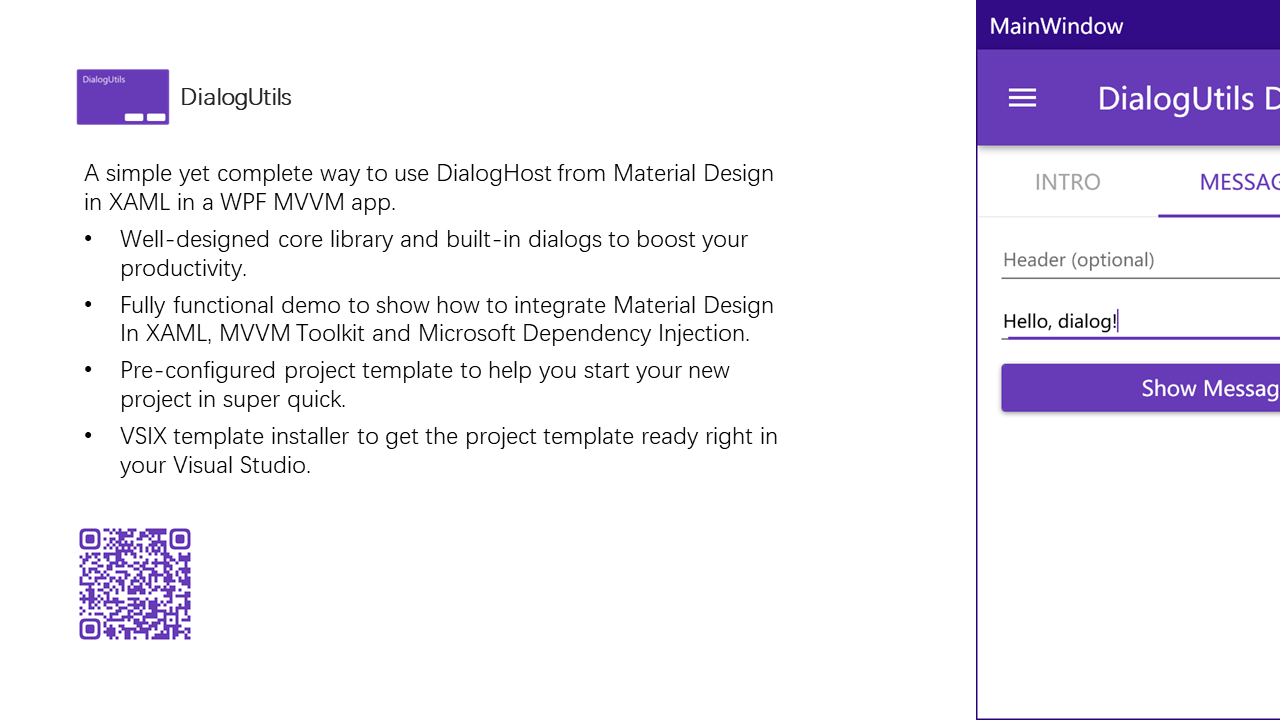 DialogUtils
DialogUtils
A simple yet complete way to use DialogHost from Material Design
in XAML in a WPF MVVM app.
• Well-designed core library and built-in dialogs to boost your
productivity.
• Fully functional demo to show how to integrate Material Design
In XAML, MVVM Toolkit and Microsoft Dependency Injection.
• Pre-configured project template to help you start your new
project in super quick.
• VSIX template installer to get the project template ready right in
your Visual Studio.
MainWindow
DialogUtils D
INTRO
MESSAG
Header (optional)
Hello, dialog!
Show Messag